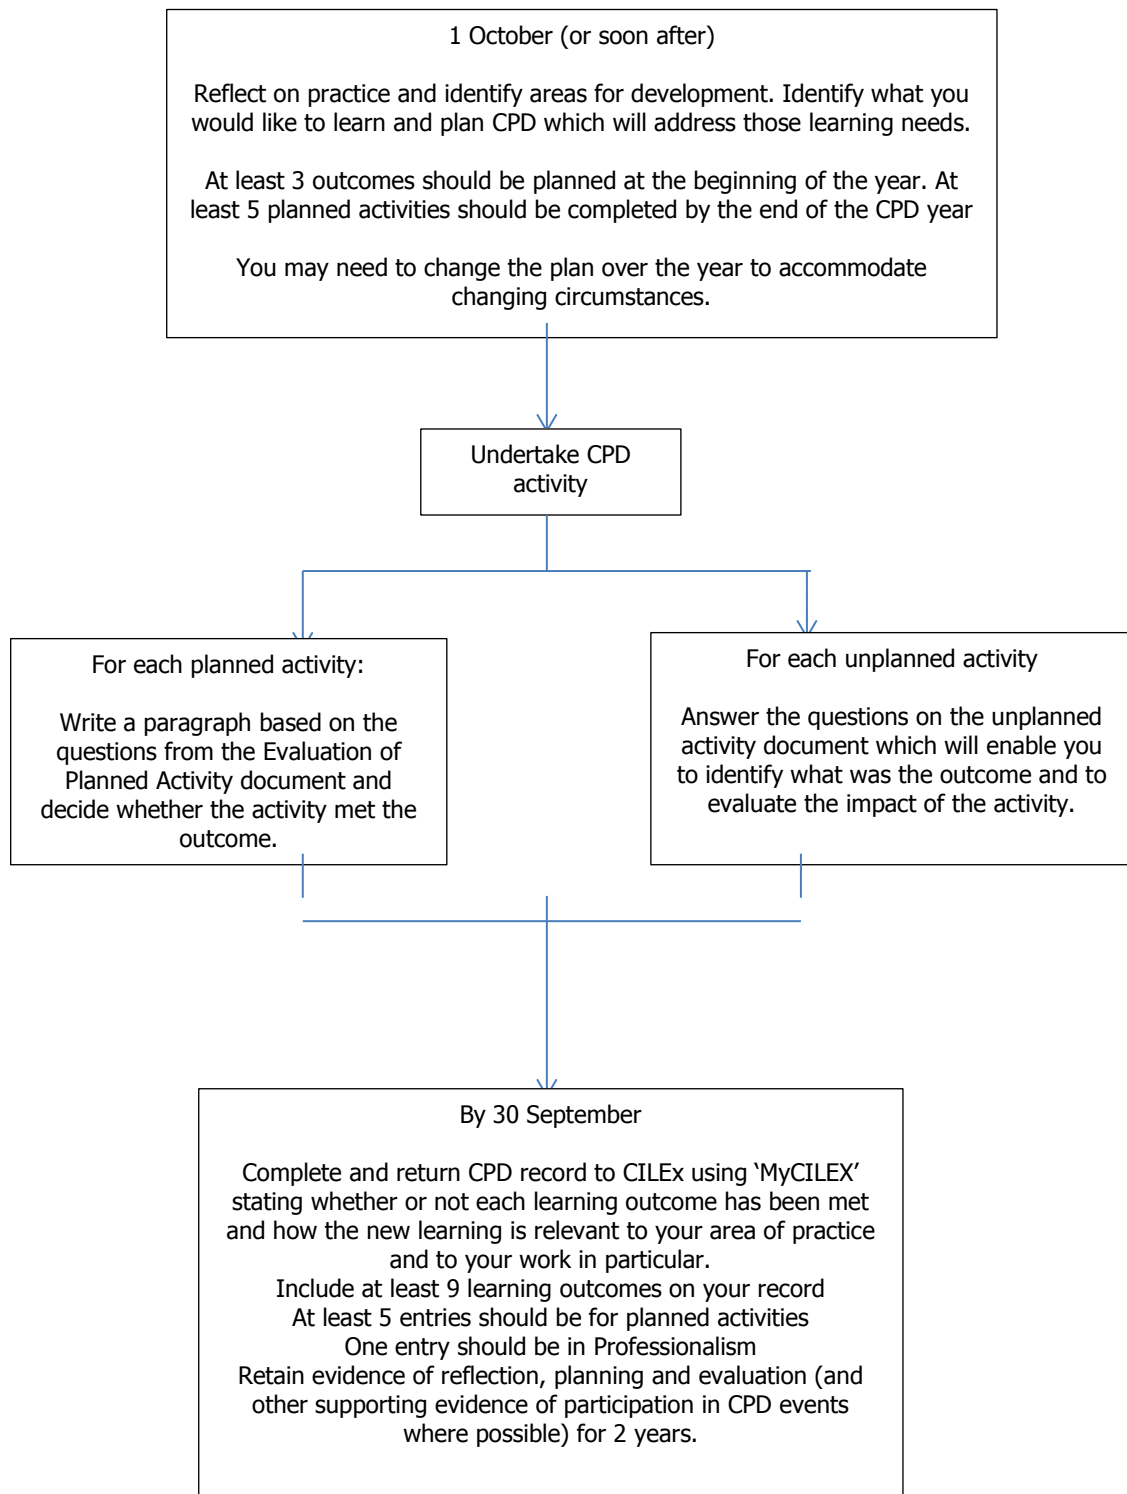 1 October (or soon after)
Reflect on practice and identify areas for development. Identify what you
would like to learn and plan CPD which will address those learning needs.
At least 3 outcomes should be planned at the beginning of the year. At
least 5 planned activities should be completed by the end of the CPD year
You may need to change the plan over the year to accommodate
changing circumstances.
Undertake CPD
activity
For each planned activity:
Write a paragraph based on the
questions from the Evaluation of
Planned Activity document and
decide whether the activity met the
outcome.
For each unplanned activity
Answer the questions on the unplanned
activity document which will enable you
to identify what was the outcome and to
evaluate the impact of the activity.
By 30 September
Complete and return CPD record to CILEx using ‘MyCILEX’
stating whether or not each learning outcome has been met
and how the new learning is relevant to your area of practice
and to your work in particular.
Include at least 9 learning outcomes on your record
At least 5 entries should be for planned activities
One entry should be in Professionalism
Retain evidence of reflection, planning and evaluation (and
other supporting evidence of participation in CPD events
where possible) for 2 years.